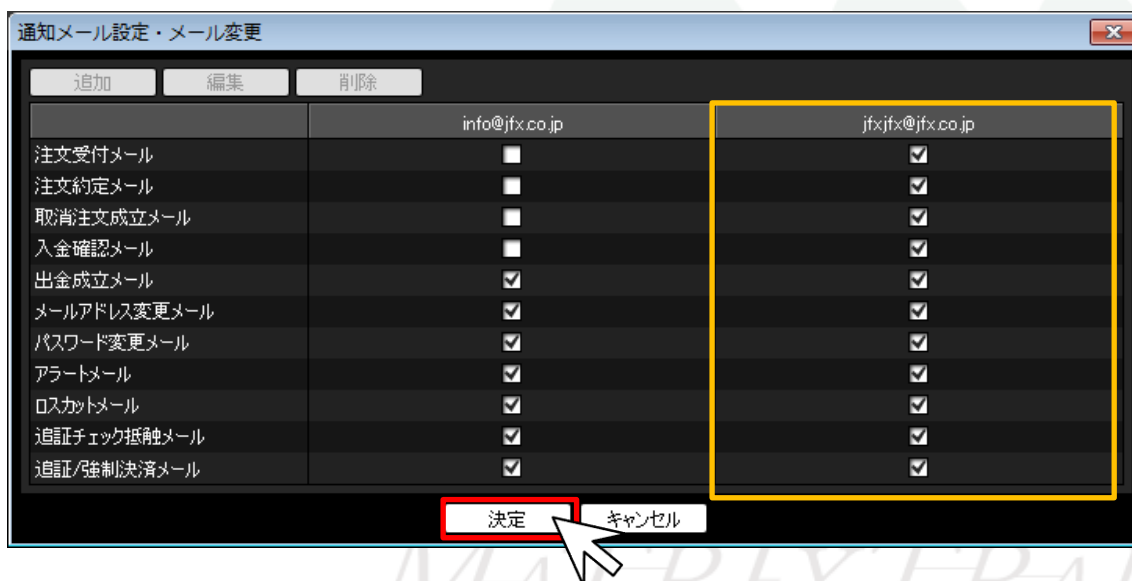 通知メール設定・メール変更
追加 編集 削除
info@jfx.co.jp jfxjfx@jfx.co.jp
注文受付メール
注文約定メール
取消注文成立メール
入金確認メール
出金成立メール
メールアドレス変更メール
パスワード変更メール
アラートメール
ロスカットメール
追証チェック抵触メール
追証/強制決済メール
決定 キャンセル